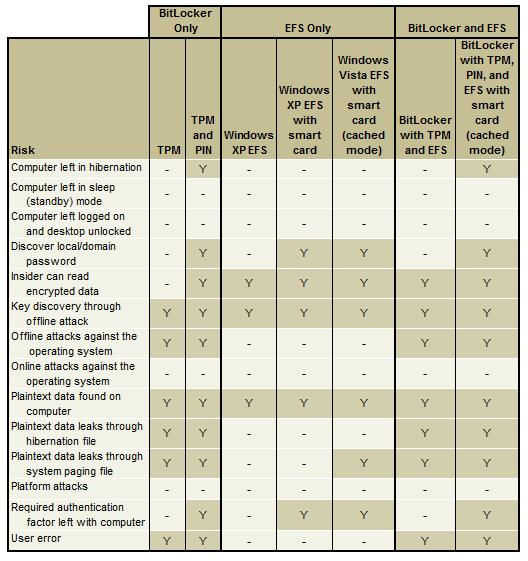 BitLocker
Only
EFS Only
BitLocker and EFS
Risk
TPM
TPM
and
PIN
Windows
XP EFS
Windows
XP EFS
with
smart
card
Windows
Vista EFS
with
smart
card
(cached
mode)
BitLocker
with TPM
and EFS
BitLocker
with TPM,
PIN, and
EFS with
smart
card
(cached
mode)
Computer left in hibernation - Y - - - - Y
Computer left in sleep
(standby) mode - - - - - - -
Computer left logged on
and desktop unlocked - - - - - - -
Discover local/domain
password - Y - Y Y - Y
Insider can read
encrypted data - Y Y Y Y Y Y
Key discovery through
offline attack Y Y Y Y Y Y Y
Offline attacks against the
operating system Y Y - - - Y Y
Online attacks against the
operating system - - - - - - -
Plaintext data found on
computer Y Y Y Y Y Y Y
Plaintext data leaks through
hibernation file Y Y - - - Y Y
Plaintext data leaks through
system paging file Y Y - - Y Y Y
Platform attacks - - - - - - -
Required authentication
factor left with computer - Y - Y Y - Y
User error Y Y - - - Y Y